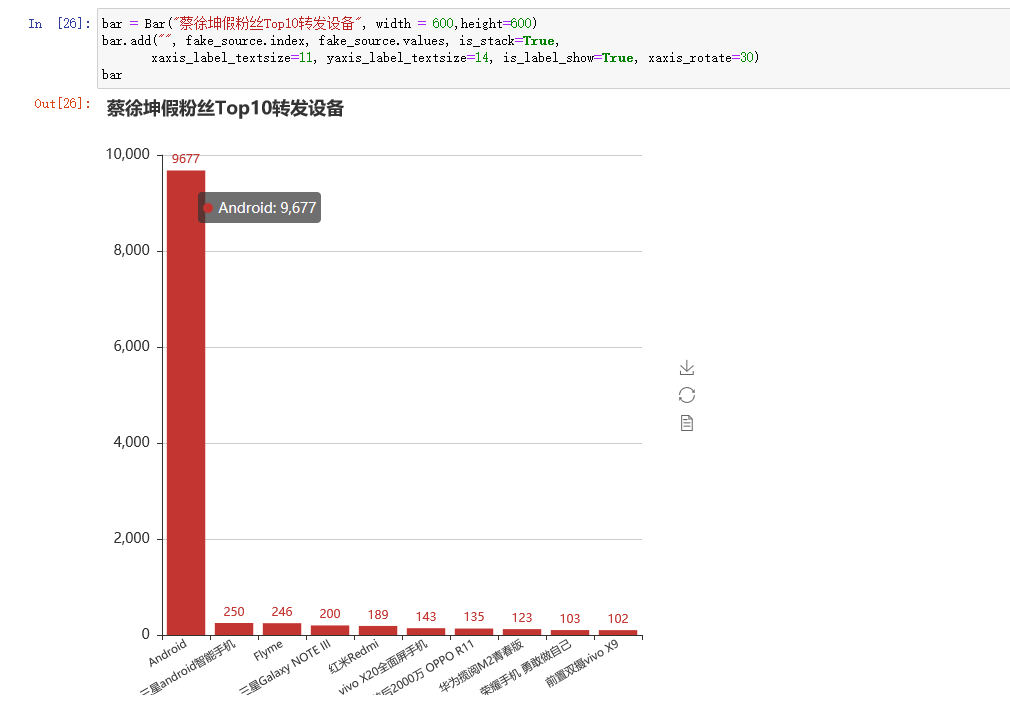 In [26]: bar = Bar("蔡徐坤假粉丝Top10转发设备", width = 600,height=600)
bar.add("", fake_source.index, fake_source.values, is_stack=True,
xaxis_label_textsize=11, yaxis_label_textsize=14, is_label_show=True, xaxis_rotate=30)
bar
Out[26]:
蔡徐坤假粉丝Top10转发设备
10,000
8,000
6,000
4,000
2,000
0
9677
Android: 9,677
250
246
200
189
143
135
123
103
102
Android
三星android智能手机
Flyme
三星Galaxy NOTE III
红米Redmi
vivo X20全面屏手机
后2000万 OPPO R11
华为揽阅M2青春版
荣耀手机 勇敢做自己
前置双摄vivo X9